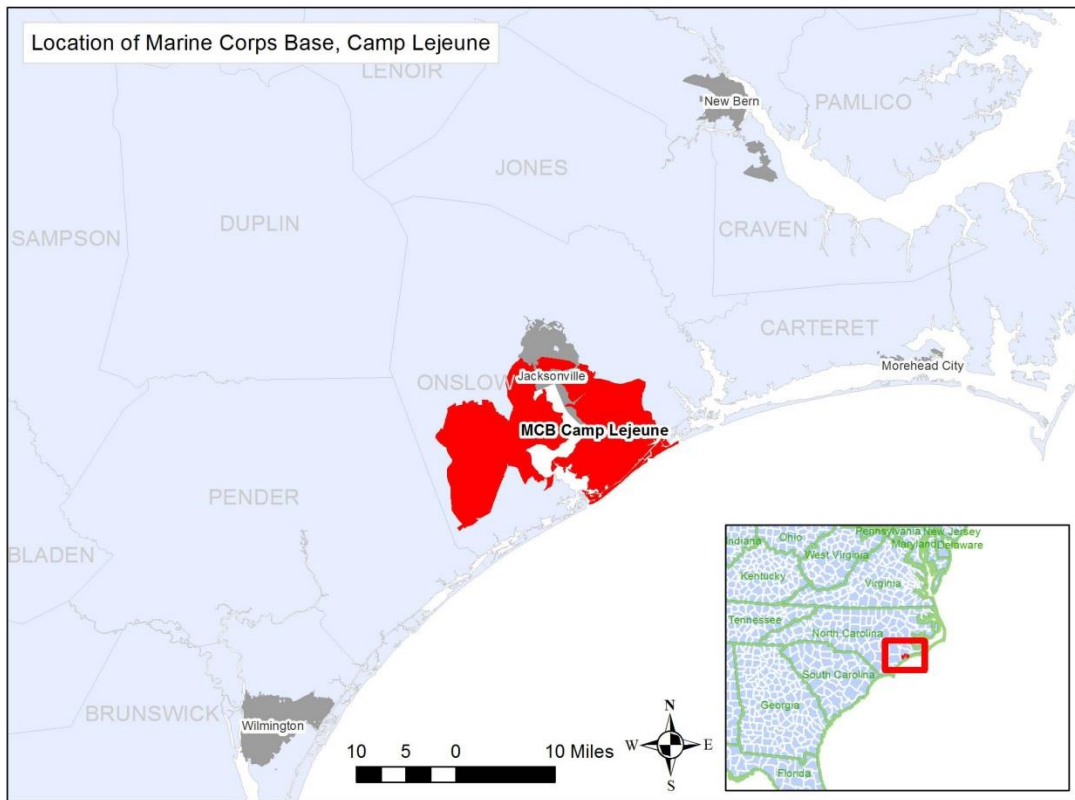 Location of Marine Corps Base, Camp Lejeune
LENOIR
New Bern
PAMLICO
JONES
DUPLIN
SAMPSON
CRAVEN
CARTERET
Morehead City
ONSLOW
Jacksonville
MCB Camp Lejeune
PENDER
BLADEN
BRUNSWICK
Wilmington
10 5 0 10 Miles
N
W E
S
Pennsylvania New Jersey
Indiana Ohio Maryland Delaware
West Virginia
Kentucky Virginia
Tennessee
North Carolina
South Carolina
Georgia
Florida